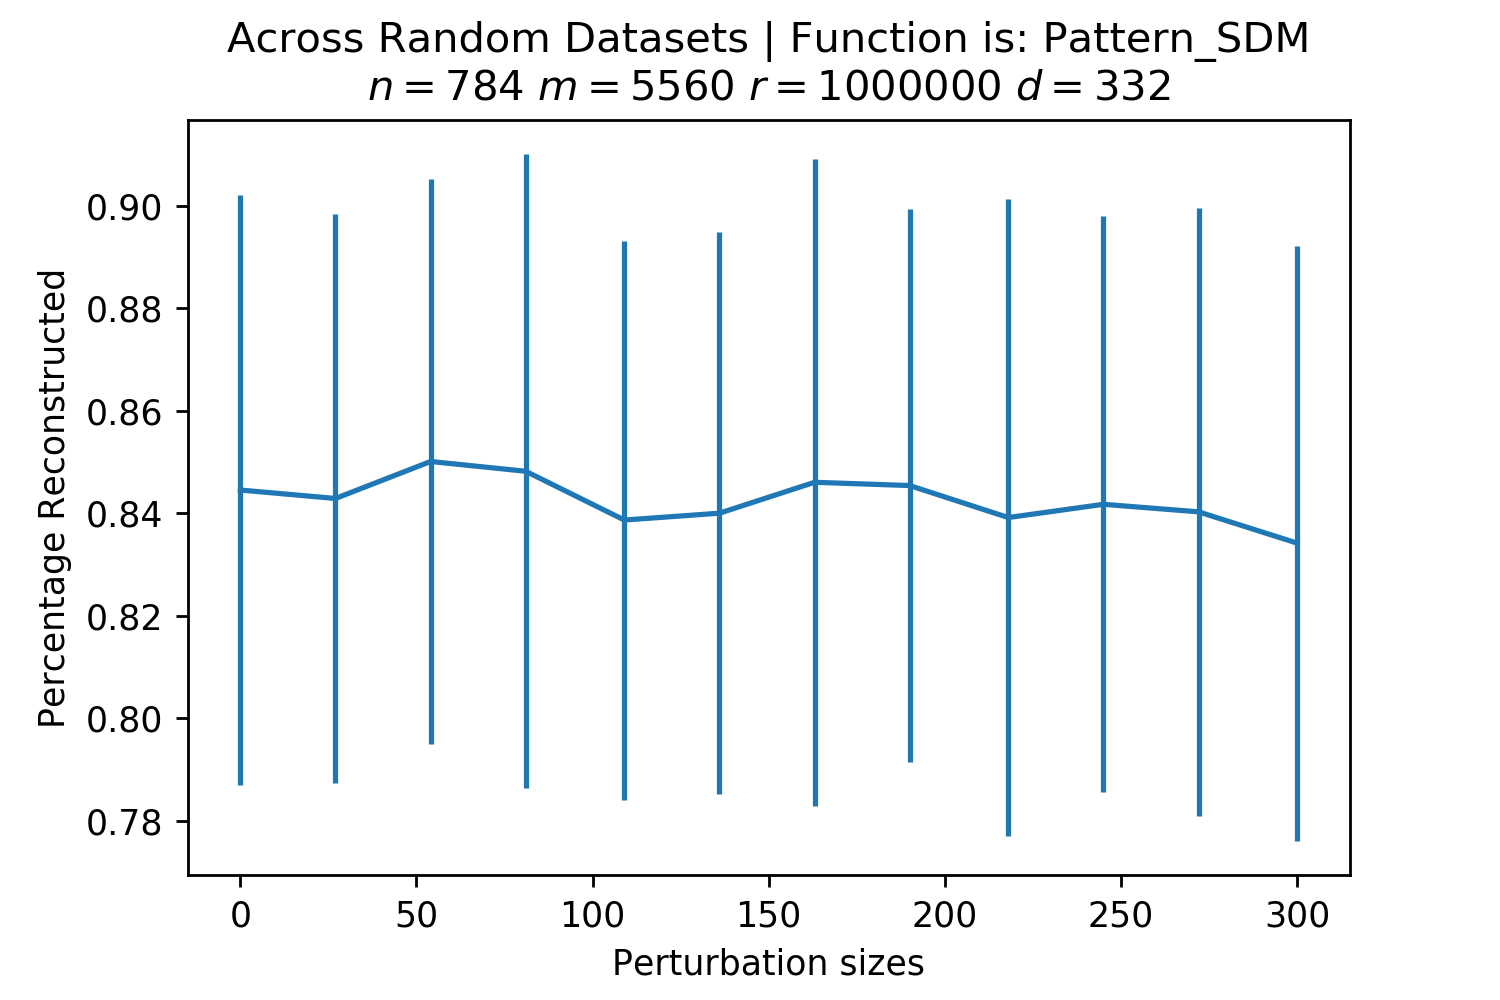 Across Random Datasets | Function is: Pattern_SDM
n = 784 m = 5560 r = 1000000 d = 332
Percentage Reconstructed
0.90
0.88
0.86
0.84
0.82
0.80
0.78
0 50 100 150 200 250 300
Perturbation sizes